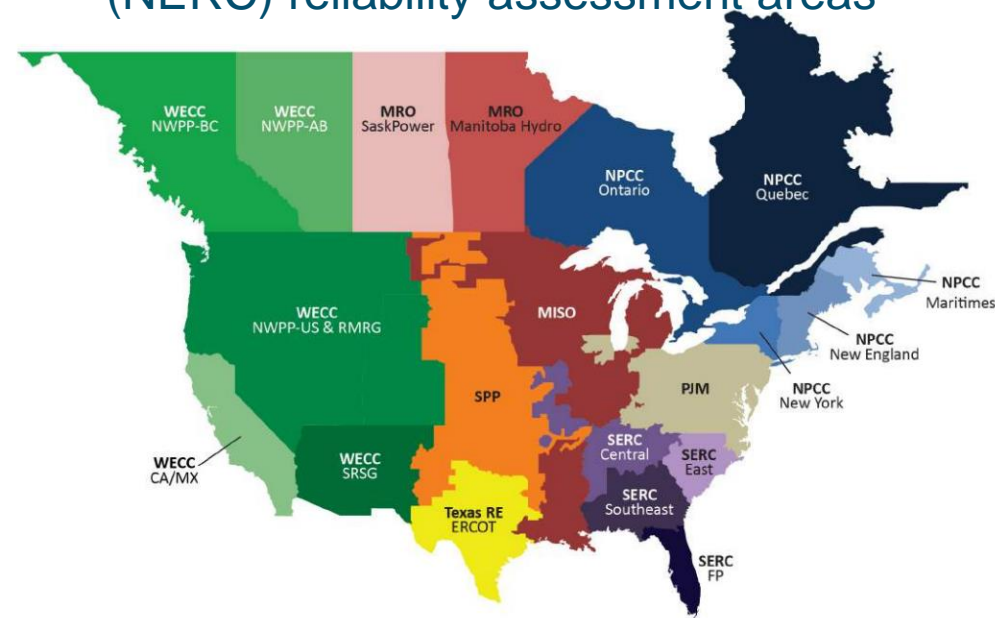 (NERC) reliability assessment areas
WECC
NWPP-BC
WECC
NWPP-AB
MRO
SaskPower
MRO
Manitoba Hydro
NPCC
Ontario
NPCC
Quebec
NPCC
Maritimes
NPCC
New England
NPCC
New York
WECC
NWPP-US & RMRG
MISO
SPP
PJM
WECC
CA/MX
WECC
SRSG
SERC
Central
SERC
East
SERC
Southeast
Texas RE
ERCOT
SERC
FP